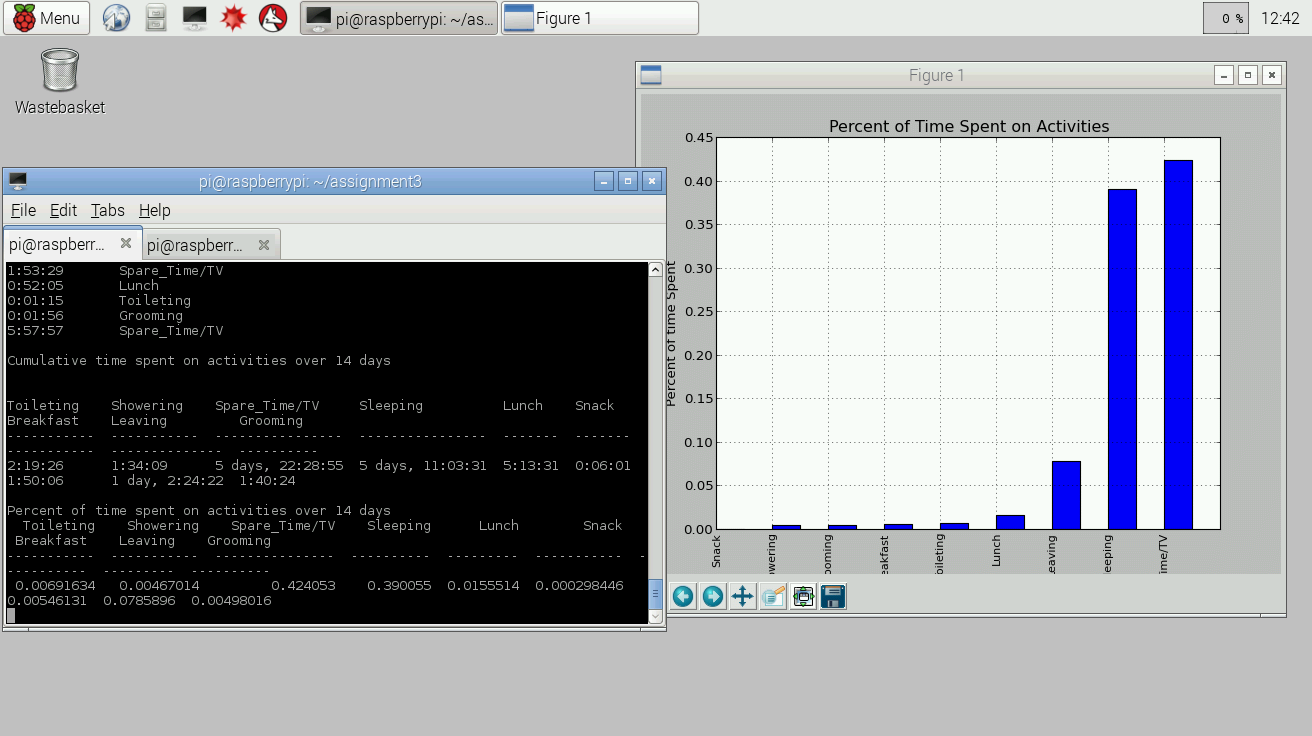 Menu
pi@raspberrypi: ~/as...
Figure 1
0 %
12:42
Wastebasket
Figure 1
Percent of Time Spent on Activities
Percent of time Spent
0.45
0.40
0.35
0.30
0.25
0.20
0.15
0.10
0.05
0.00
Snack
wering
oming
eakfast
oileting
Lunch
eaving
eeping
ime/TV
pi@raspberrypi: ~/assignment3
File Edit Tabs Help
pi@raspberr... pi@raspberr...
1:53:29 Spare_Time/TV
0:52:05 Lunch
0:01:15 Toileting
0:01:56 Grooming
5:57:57 Spare_Time/TV
Cumulative time spent on activities over 14 days
Toileting Showering Spare_Time/TV Sleeping Lunch Snack
Breakfast Leaving Grooming
----------- ----------- ---------------- ---------------- ------- -------
----------- -------------- ----------
2:19:26 1:34:09 5 days, 22:28:55 5 days, 11:03:31 5:13:31 0:06:01
1:50:06 1 day, 2:24:22 1:40:24
Percent of time spent on activities over 14 days
Toileting Showering Spare_Time/TV Sleeping Lunch Snack
Breakfast Leaving Grooming
----------- ----------- --------------- ---------- ----------- ----------- -
----------- --------- ----------
0.00691634 0.00467014 0.424053 0.390055 0.0155514 0.000298446
0.00546131 0.0785896 0.00498016